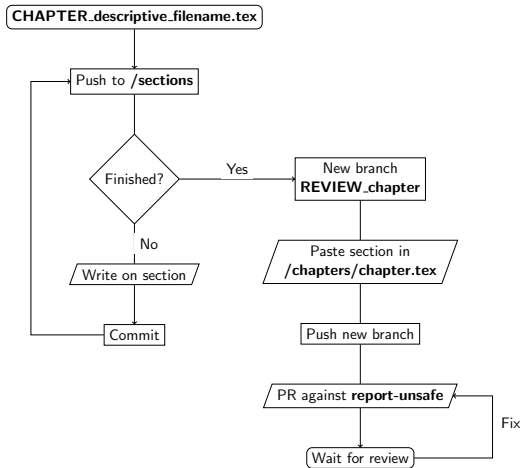 CHAPTER_descriptive_filename.tex
Push to /sections
Finished?
Yes
No
Write on section
Commit
New branch
REVIEW_chapter
Paste section in
/chapters/chapter.tex
Push new branch
PR against report-unsafe
Fix
Wait for review